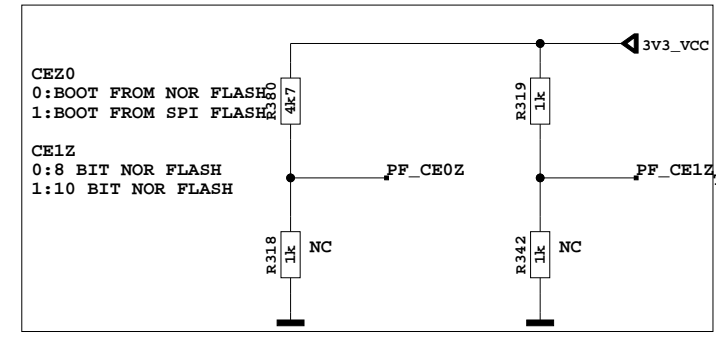 3V3_VCC
CEZ0
0:BOOT FROM NOR FLASH
1:BOOT FROM SPI FLASH
R380
4k7
R319
1k
CE1Z
0:8 BIT NOR FLASH
1:10 BIT NOR FLASH
PF_CE0Z
PF_CE1Z
R318
1k
NC
R342
1k
NC